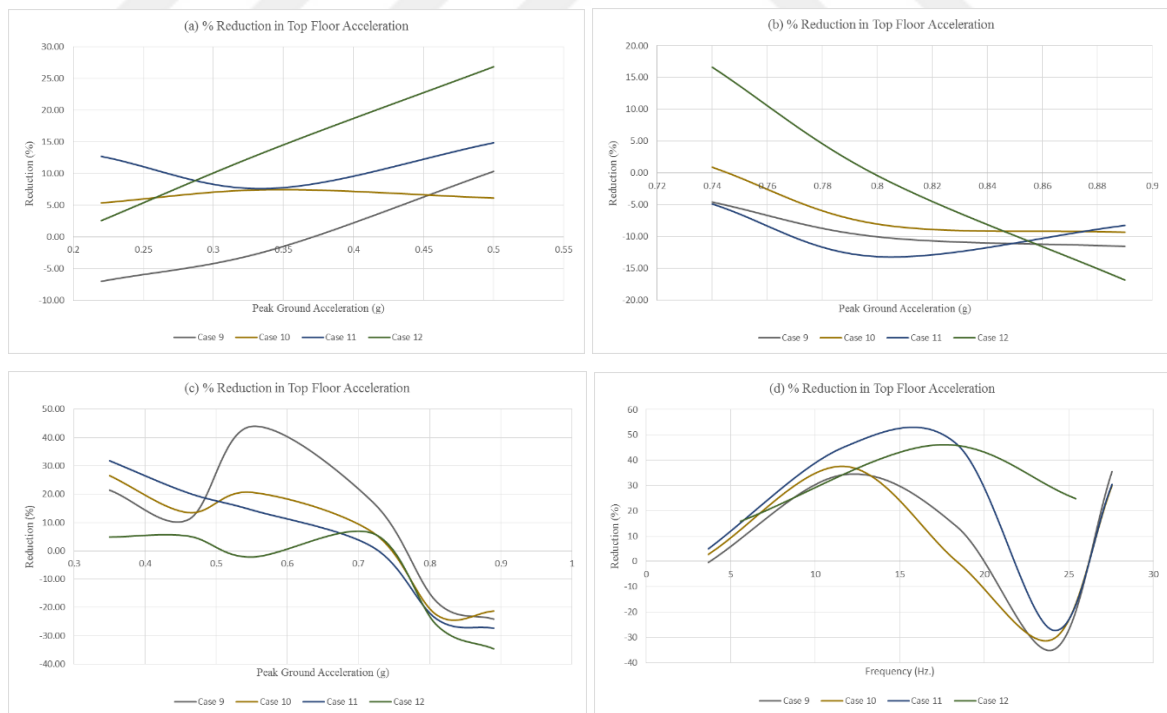 (a) % Reduction in Top Floor Acceleration
30.00
25.00
20.00
15.00
10.00
5.00
0.00
-5.00
-10.00
Reduction (%)
0.2 0.25 0.3 0.35 0.4 0.45 0.5 0.55
Peak Ground Acceleration (g)
Case 9 Case 10 Case 11 Case 12
(b) % Reduction in Top Floor Acceleration
20.00
15.00
10.00
5.00
0.00
-5.00
-10.00
-15.00
-20.00
Reduction (%)
0.72 0.74 0.76 0.78 0.8 0.82 0.84 0.86 0.88 0.9
Peak Ground Acceleration (g)
Case 9 Case 10 Case 11 Case 12
(c) % Reduction in Top Floor Acceleration
50.00
40.00
30.00
20.00
10.00
0.00
-10.00
-20.00
-30.00
-40.00
Reduction (%)
0.3 0.4 0.5 0.6 0.7 0.8 0.9 1
Peak Ground Acceleration (g)
Case 9 Case 10 Case 11 Case 12
(d) % Reduction in Top Floor Acceleration
60
50
40
30
20
10
0
-10
-20
-30
-40
Reduction (%)
0 5 10 15 20 25 30
Frequency (Hz.)
Case 9 Case 10 Case 11 Case 12